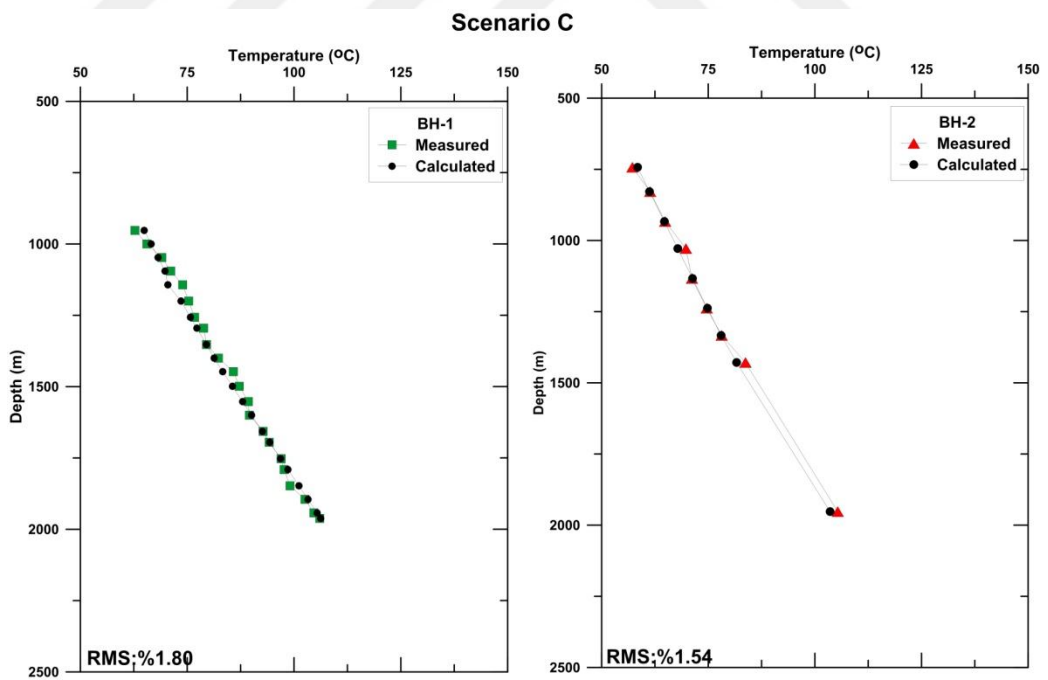 Scenario C
Temperature (ºC)
50 75 100 125 150
500
1000
1500
2000
2500
Depth (m)
BH-1
Measured
Calculated
RMS;%1.80
Temperature (ºC)
50 75 100 125 150
500
1000
1500
2000
2500
Depth (m)
BH-2
Measured
Calculated
RMS;%1.54